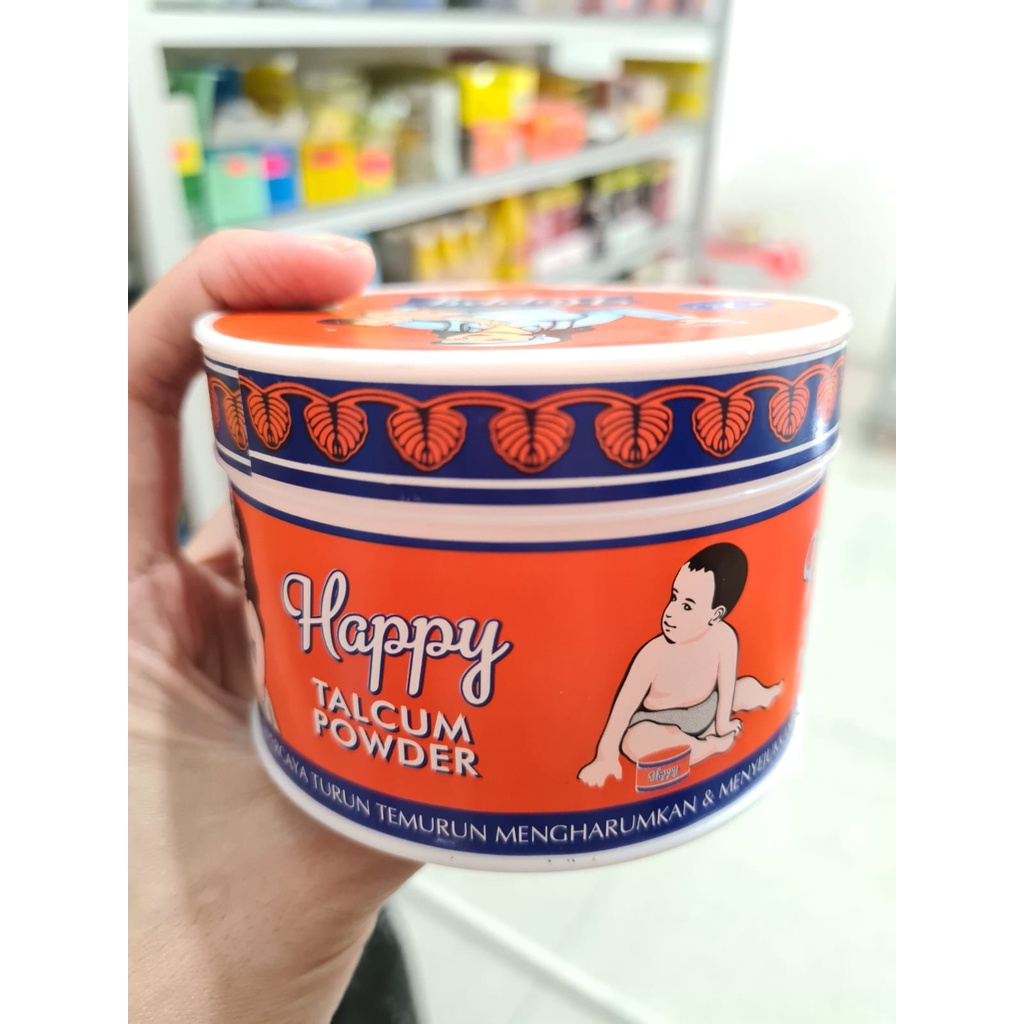 Happy
TALCUM
POWDER
Happy
TURUN TEMURUN MENGHARUMKAN &